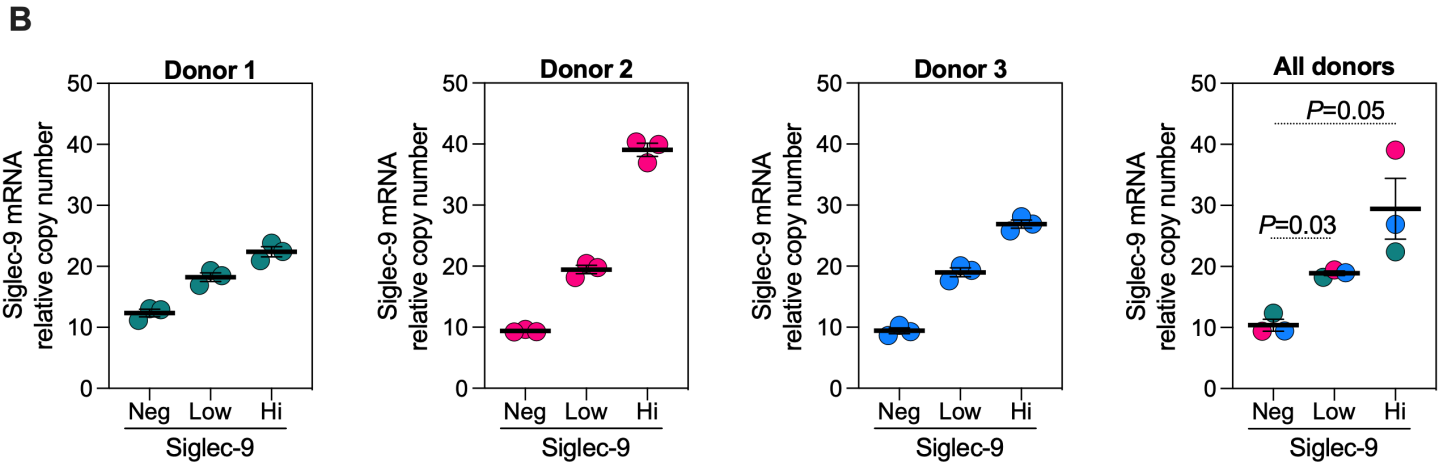 B
Donor 1
Siglec-9 mRNA
relative copy number
50
40
30
20
10
0
Neg Low Hi
Siglec-9
Donor 2
Siglec-9 mRNA
relative copy number
50
40
30
20
10
0
Neg Low Hi
Siglec-9
Donor 3
Siglec-9 mRNA
relative copy number
50
40
30
20
10
0
Neg Low Hi
Siglec-9
All donors
Siglec-9 mRNA
relative copy number
50
40
30
20
10
0
P=0.05
P=0.03
Neg Low Hi
Siglec-9